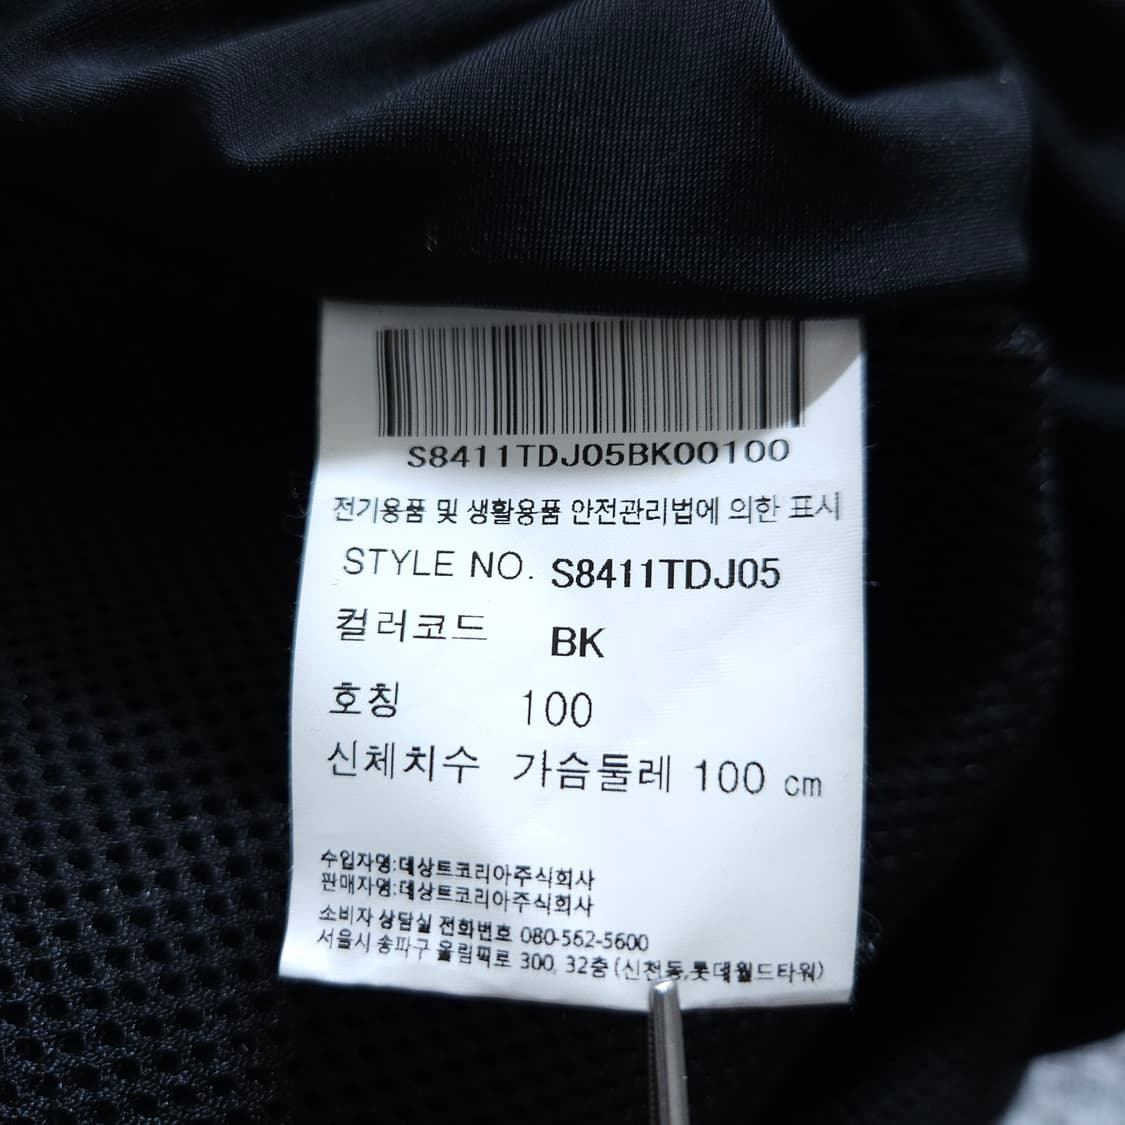 S8411TDJ05BK00100
전기용품 및 생활용품 안전관리법에 의한 표시
STYLE NO. S8411TDJ05
컬러코드 BK
호칭 100
신체치수 가슴둘레 100 cm
수입자명:데상트코리아주식회사
판매자명:데상트코리아주식회사
소비자 상담실 전화번호 080-562-5600
서울시 송파구 올림픽로 300, 32층 (신천동,롯데월드타워)